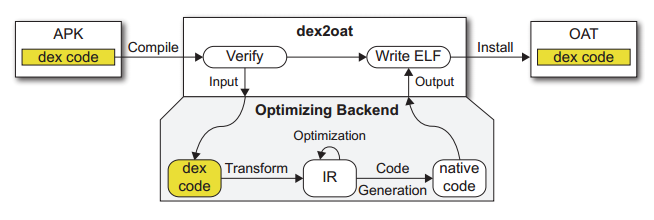 APK
dex code
Compile
dex2oat
Verify
Write ELF
Input
Output
Install
OAT
dex code
Optimizing Backend
Optimization
dex
code
Transform
IR
Code
Generation
native
code